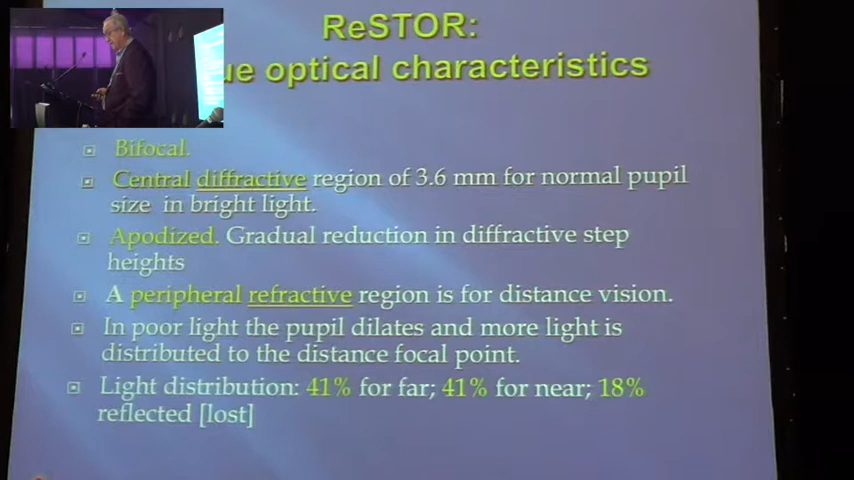 ReSTOR:
optical characteristics
Bifocal.
Central diffractive region of 3.6 mm for normal pupil
size in bright light.
Apodized. Gradual reduction in diffractive step
heights
A peripheral refractive region is for distance vision.
In poor light the pupil dilates and more light is
distributed to the distance focal point.
Light distribution: 41% for far; 41% for near; 18%
reflected [lost]